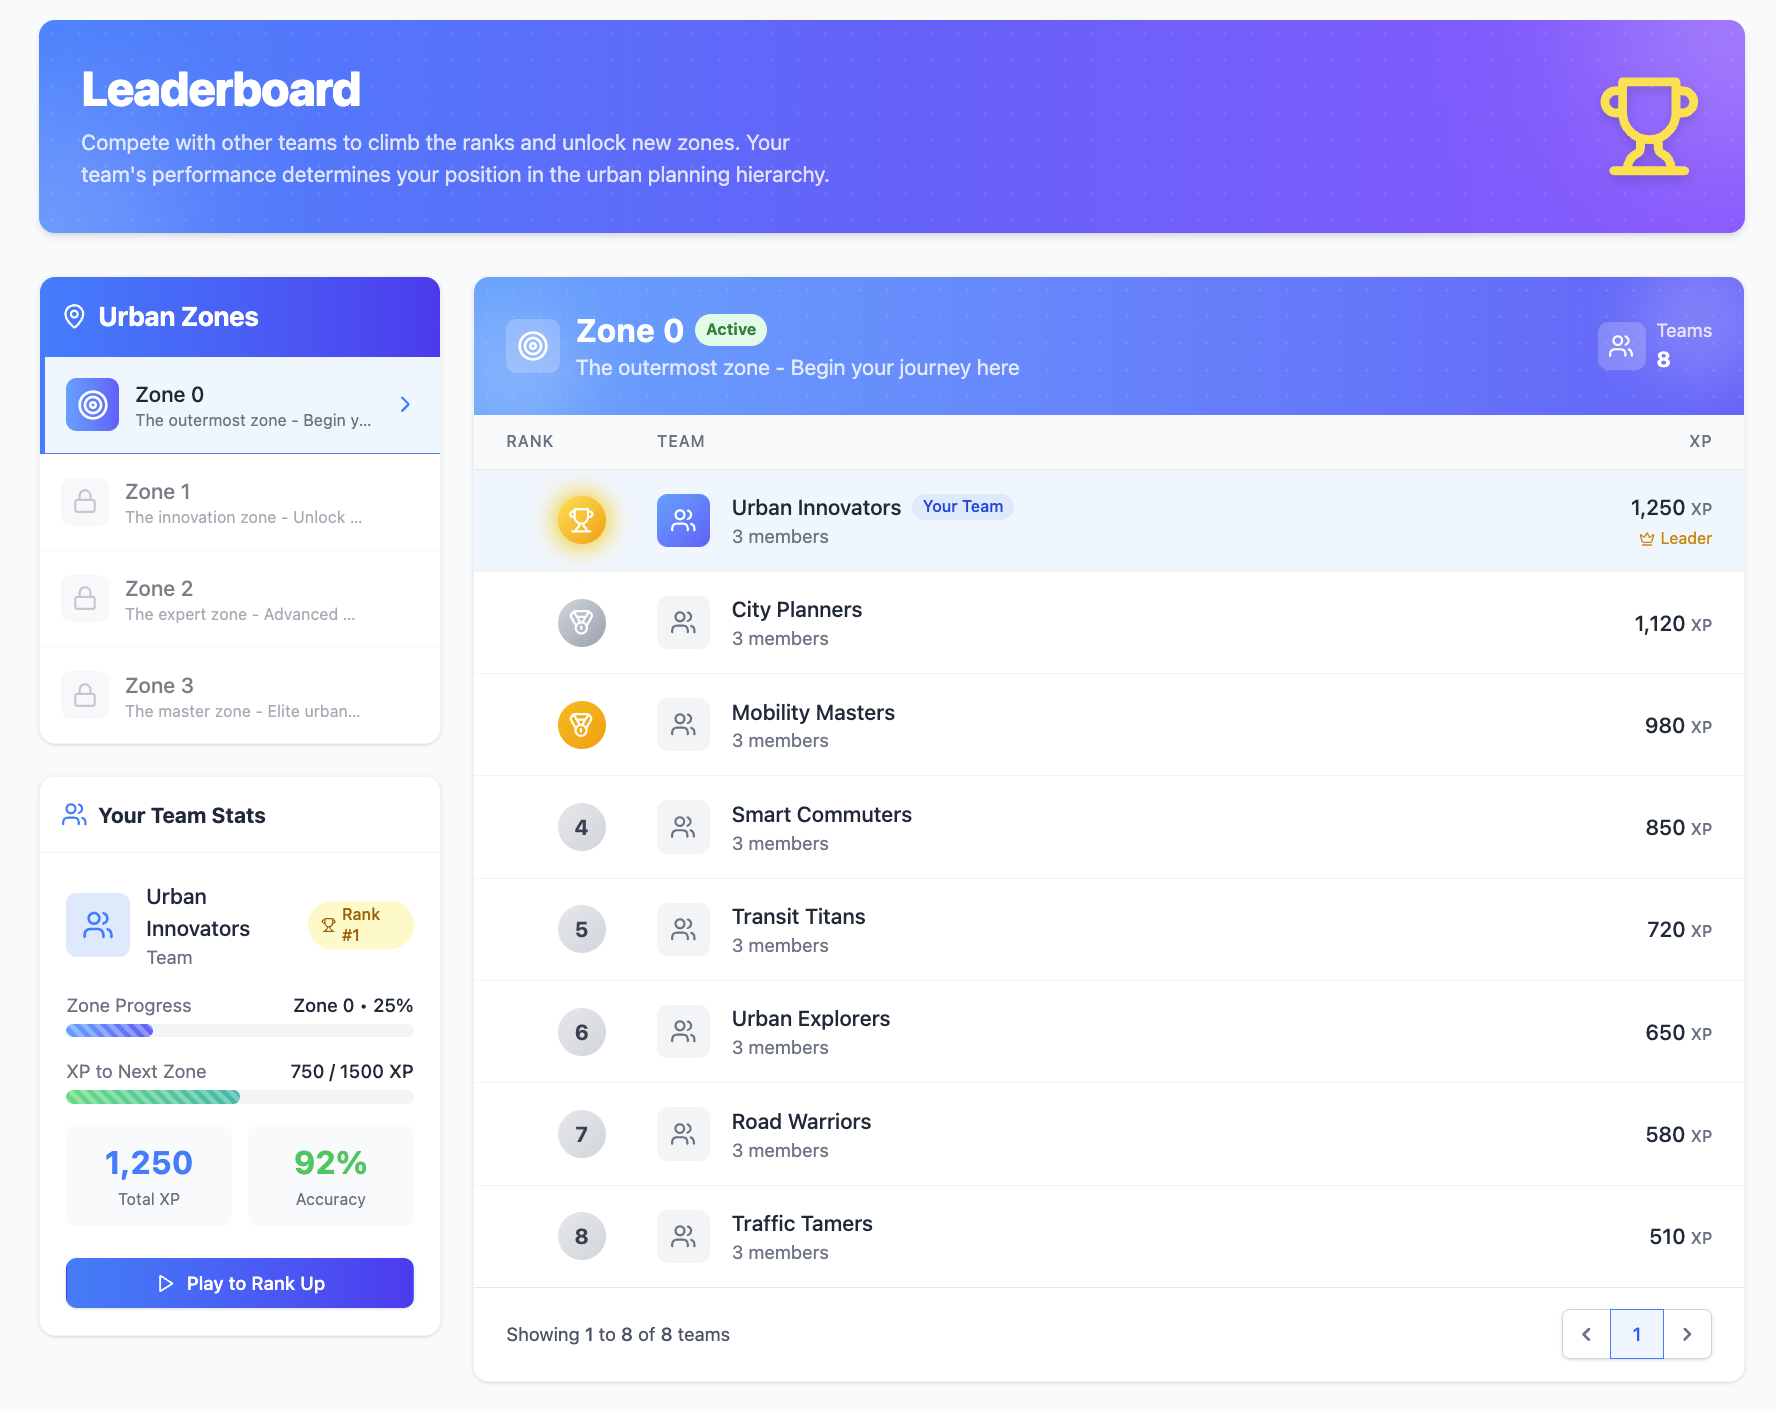 Leaderboard
Compete with other teams to climb the ranks and unlock new zones. Your
team's performance determines your position in the urban planning hierarchy.
Urban Zones
Zone 0
The outermost zone - Begin y...
Zone 1
The innovation zone - Unlock ...
Zone 2
The expert zone - Advanced ...
Zone 3
The master zone - Elite urban...
Your Team Stats
Urban
Innovators
Team
Rank
#1
Zone Progress
Zone 0 • 25%
XP to Next Zone
750 / 1500 XP
1,250
Total XP
92%
Accuracy
Play to Rank Up
Zone 0 Active
The outermost zone - Begin your journey here
Teams
8
RANK TEAM XP
Urban Innovators Your Team
3 members
1,250 XP
Leader
City Planners
3 members
1,120 XP
Mobility Masters
3 members
980 XP
4
Smart Commuters
3 members
850 XP
5
Transit Titans
3 members
720 XP
6
Urban Explorers
3 members
650 XP
7
Road Warriors
3 members
580 XP
8
Traffic Tamers
3 members
510 XP
Showing 1 to 8 of 8 teams
1